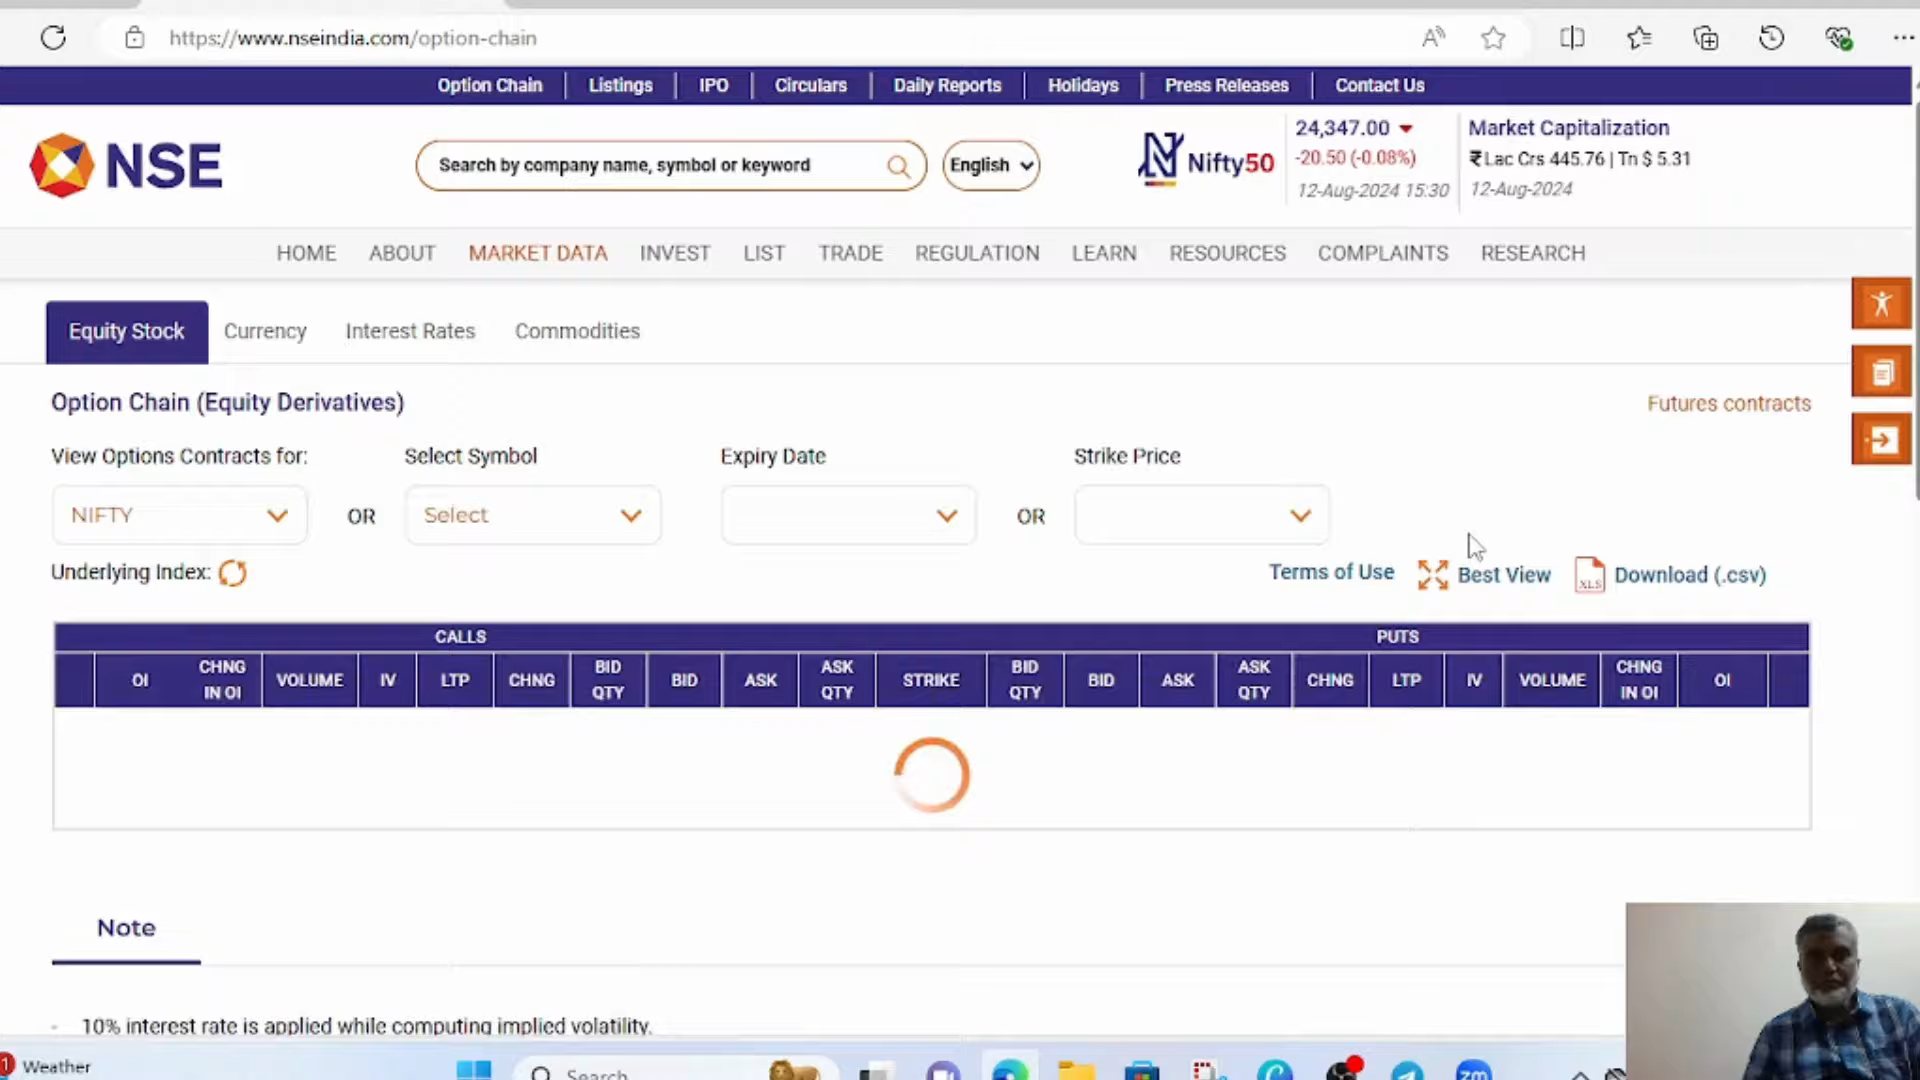 https://www.nseindia.com/option-chain
Option Chain | Listings | IPO | Circulars | Daily Reports | Holidays | Press Releases | Contact Us
NSE
Search by company name, symbol or keyword
English
Nifty50
24,347.00
-20.50 (-0.08%)
12-Aug-2024 15:30
Market Capitalization
₹Lac Crs 445.76 | Tn $ 5.31
12-Aug-2024
HOME ABOUT MARKET DATA INVEST LIST TRADE REGULATION LEARN RESOURCES COMPLAINTS RESEARCH
Equity Stock Currency Interest Rates Commodities
Option Chain (Equity Derivatives)
Futures contracts
View Options Contracts for: Select Symbol Expiry Date Strike Price
NIFTY OR Select OR
Underlying Index:
Terms of Use Best View XLS Download (.csv)
CALLS PUTS
OI CHNG IN OI VOLUME IV LTP CHNG BID QTY BID ASK ASK QTY STRIKE BID QTY BID ASK ASK QTY CHNG LTP IV VOLUME CHNG IN OI OI
Note
- 10% interest rate is applied while computing implied volatility.
1 Weather
Search
zm